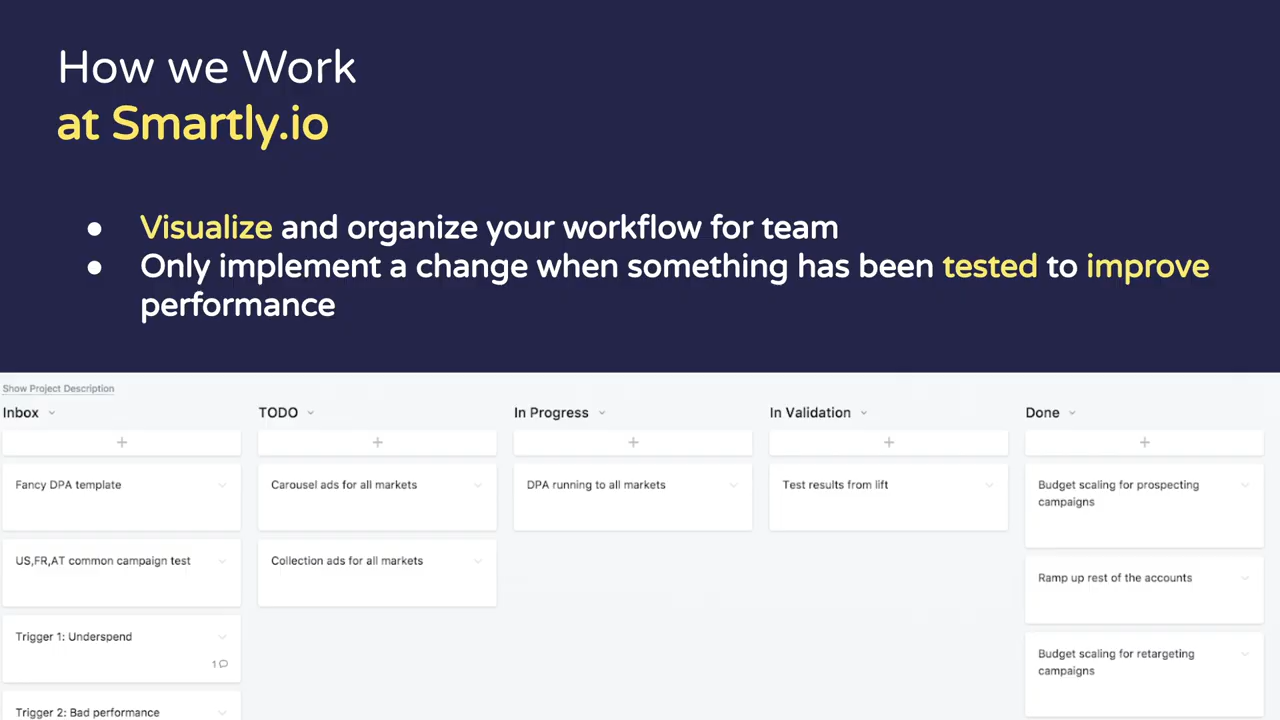 How we Work
at Smartly.io
● Visualize and organize your workflow for team
● Only implement a change when something has been tested to improve
performance
Show Project Description
Inbox
TODO
In Progress
In Validation
Done
+
+
+
+
+
Fancy DPA template
Carousel ads for all markets
DPA running to all markets
Test results from lift
Budget scaling for prospecting
campaigns
US,FR,AT common campaign test
Collection ads for all markets
Ramp up rest of the accounts
Trigger 1: Underspend
1
Budget scaling for retargeting
campaigns
Trigger 2: Bad performance